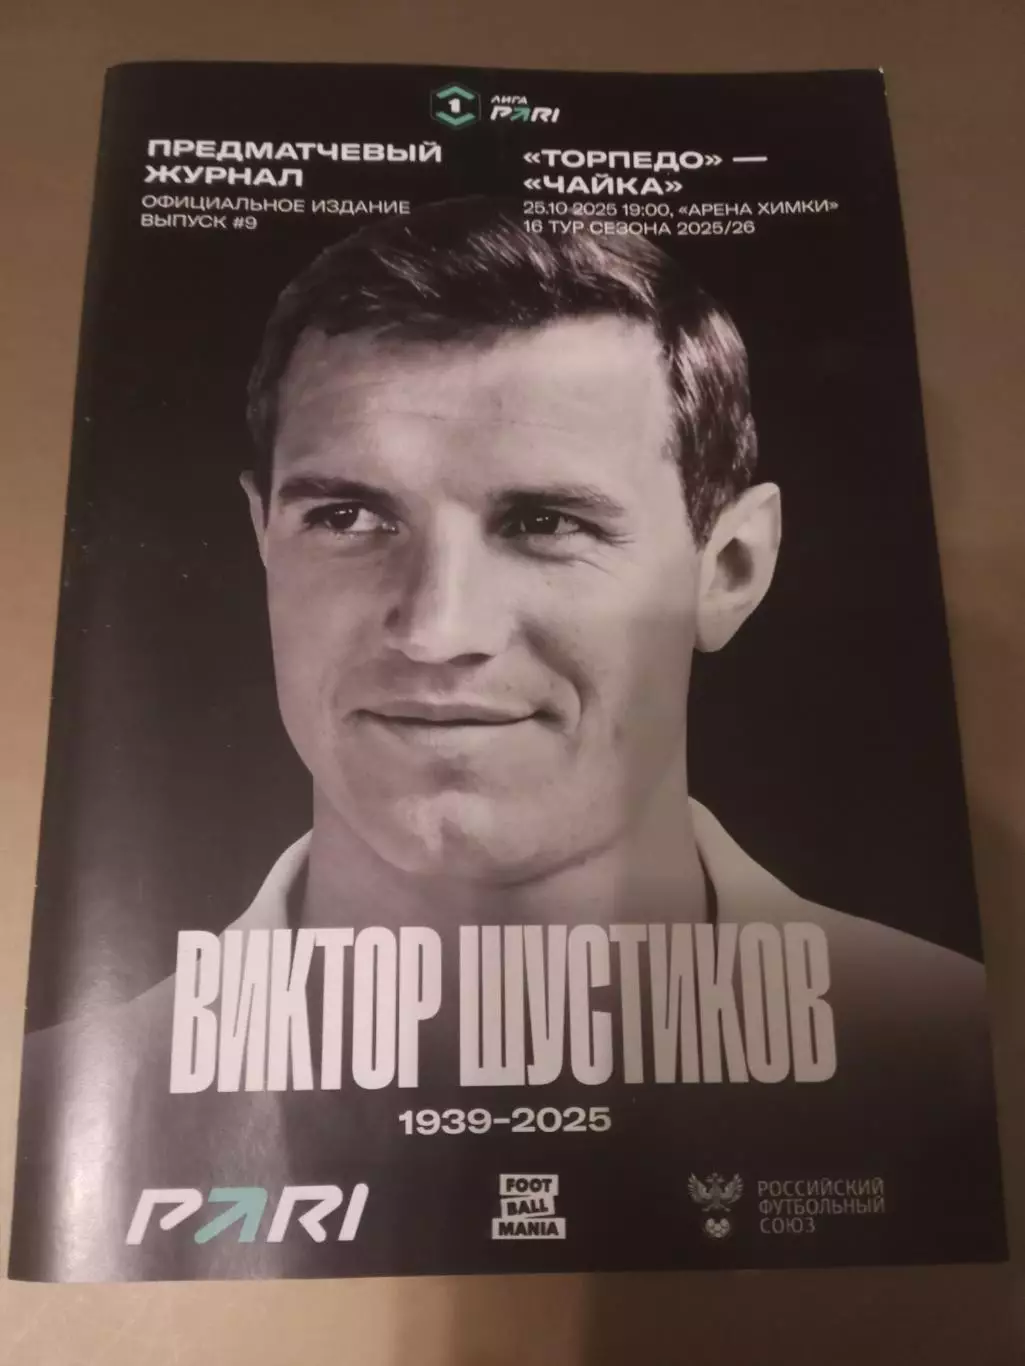 1
ЛИГА
PARI
ПРЕДМАТЧЕВЫЙ
ЖУРНАЛ
ОФИЦИАЛЬНОЕ ИЗДАНИЕ
ВЫПУСК #9
«ТОРПЕДО» —
«ЧАЙКА»
25.10.2025 19:00, «АРЕНА ХИМКИ»
16 ТУР СЕЗОНА 2025/26
ВИКТОР ШУСТИКОВ
1939–2025
PARI
FOOT
BALL
MANIA
РОССИЙСКИЙ
ФУТБОЛЬНЫЙ
СОЮЗ